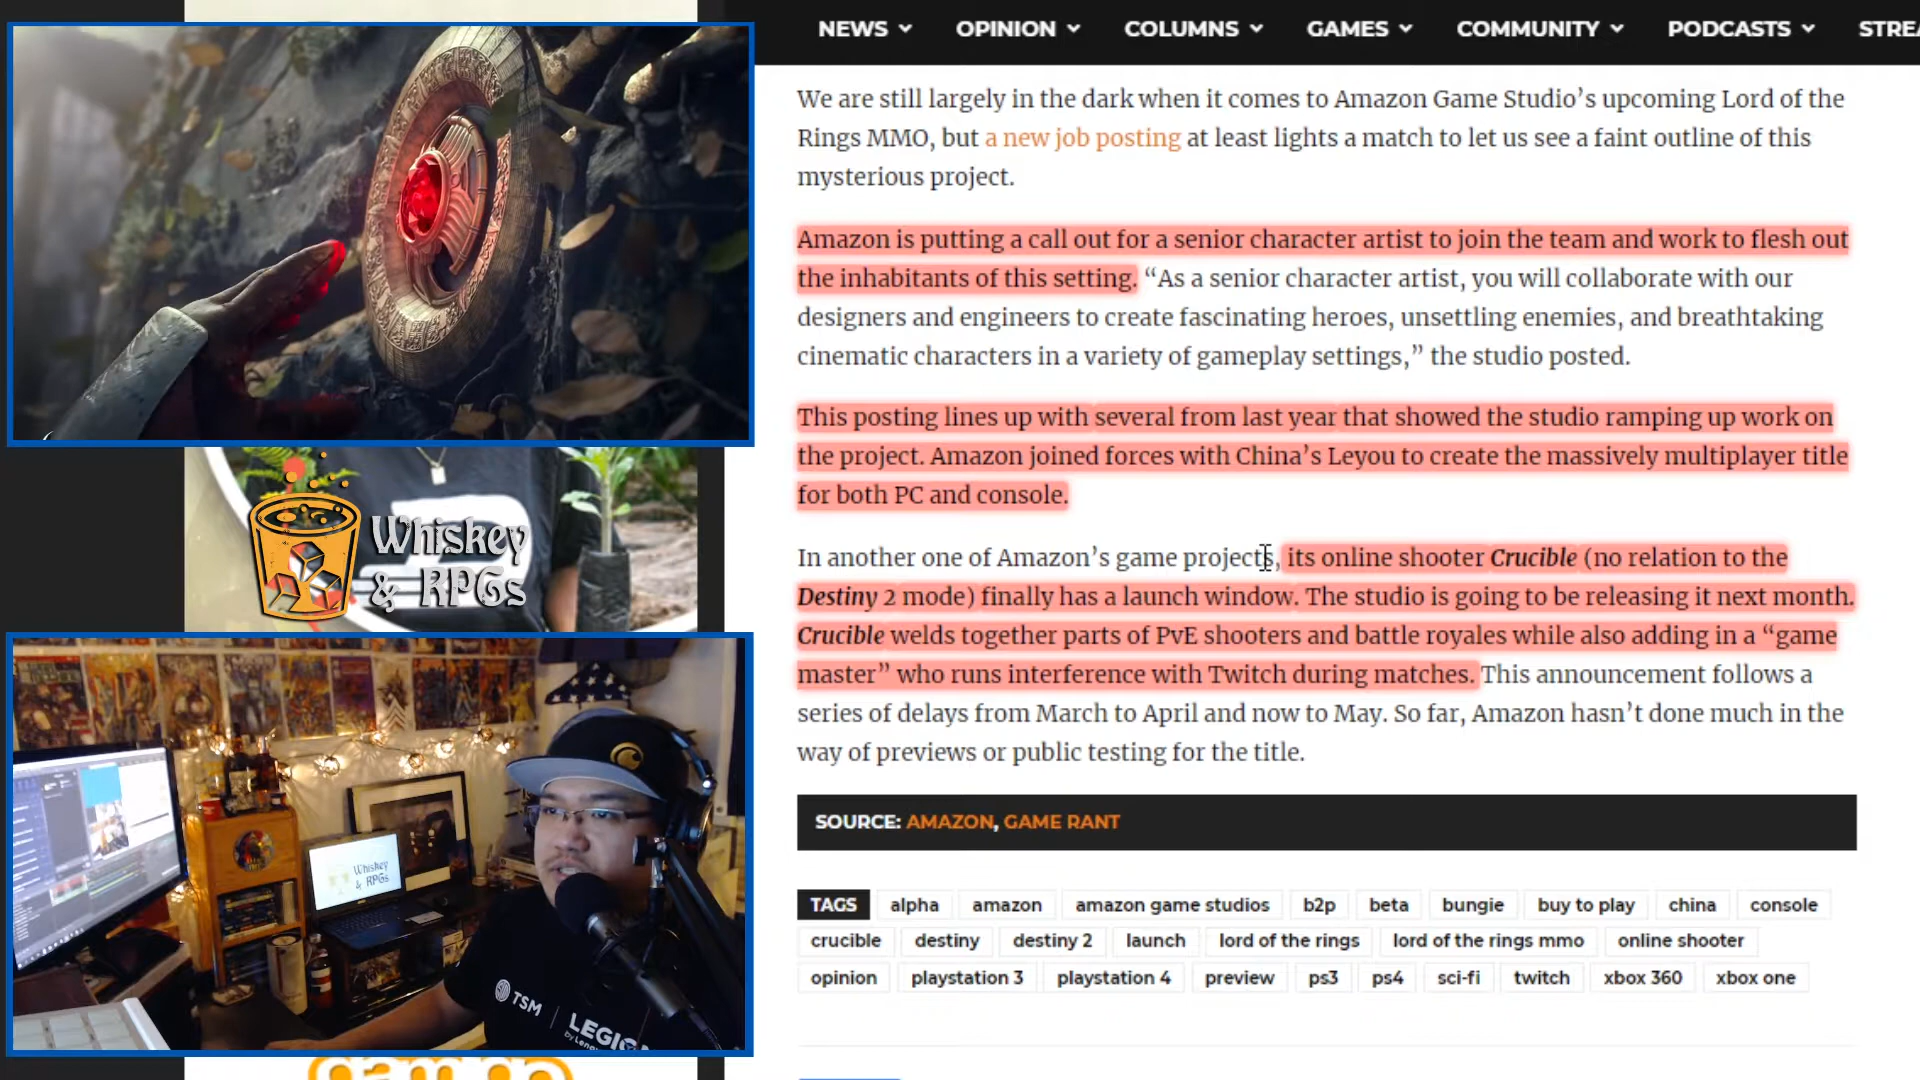 NEWS OPINION COLUMNS GAMES COMMUNITY PODCASTS
We are still largely in the dark when it comes to Amazon Game Studio’s upcoming Lord of the
Rings MMO, but a new job posting at least lights a match to let us see a faint outline of this
mysterious project.
Amazon is putting a call out for a senior character artist to join the team and work to flesh out
the inhabitants of this setting. “As a senior character artist, you will collaborate with our
designers and engineers to create fascinating heroes, unsettling enemies, and breathtaking
cinematic characters in a variety of gameplay settings,” the studio posted.
This posting lines up with several from last year that showed the studio ramping up work on
the project. Amazon joined forces with China’s Leyou to create the massively multiplayer title
for both PC and console.
In another one of Amazon’s game projects, its online shooter Crucible (no relation to the
Destiny 2 mode) finally has a launch window. The studio is going to be releasing it next month.
Crucible welds together parts of PvE shooters and battle royales while also adding in a “game
master” who runs interference with Twitch during matches. This announcement follows a
series of delays from March to April and now to May. So far, Amazon hasn’t done much in the
way of previews or public testing for the title.
SOURCE: AMAZON, GAME RANT
TAGS alpha amazon amazon game studios b2p beta bungie buy to play china console
crucible destiny destiny 2 launch lord of the rings lord of the rings mmo online shooter
opinion playstation 3 playstation 4 preview ps3 ps4 sci-fi twitch xbox 360 xbox one
Whiskey
& RPGs
Whiskey
& RPGs
TSM
LEGION